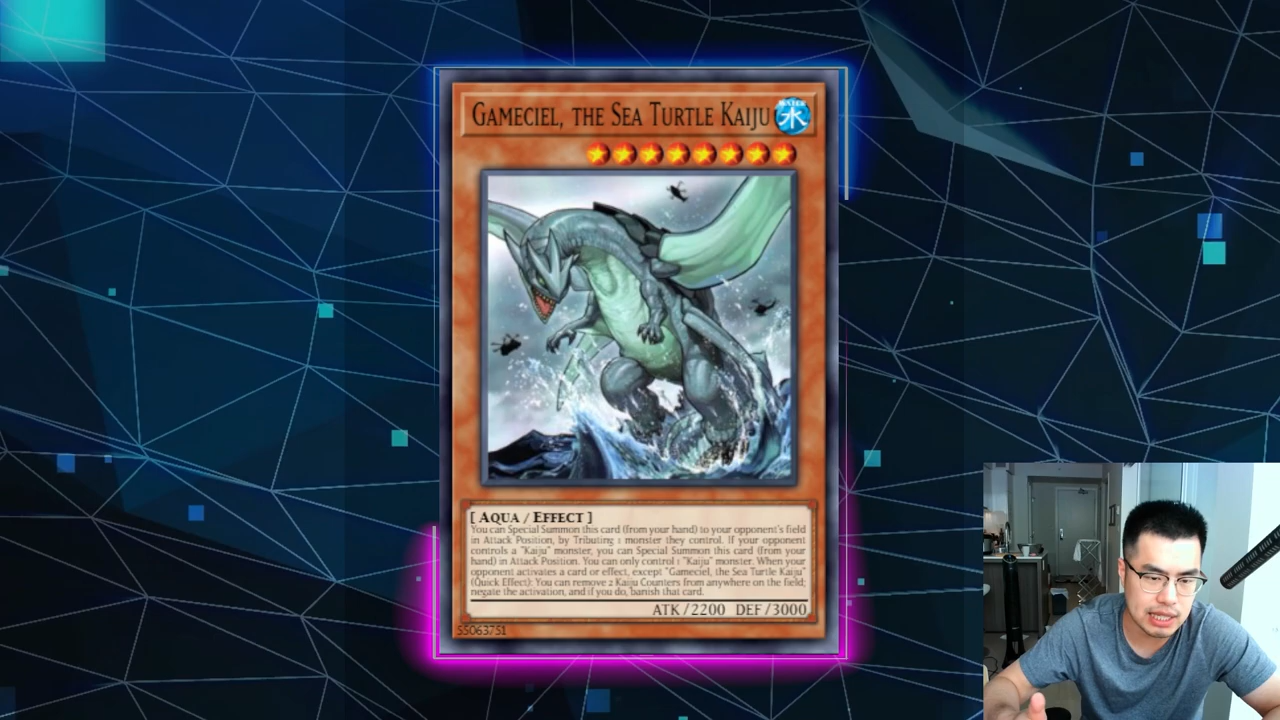 GAMECIEL, THE SEA TURTLE KAIJU
WATER
水
[ AQUA / EFFECT ]
You can Special Summon this card (from your hand) to your opponent's field
in Attack Position, by Tributing 1 monster they control. If your opponent
controls a "Kaiju" monster, you can Special Summon this card (from your
hand) in Attack Position. You can only control 1 "Kaiju" monster. When your
opponent activates a card or effect, except "Gameciel, the Sea Turtle Kaiju"
(Quick Effect): You can remove 2 Kaiju Counters from anywhere on the field;
negate the activation, and if you do, banish that card.
ATK/2200 DEF/3000
55063751